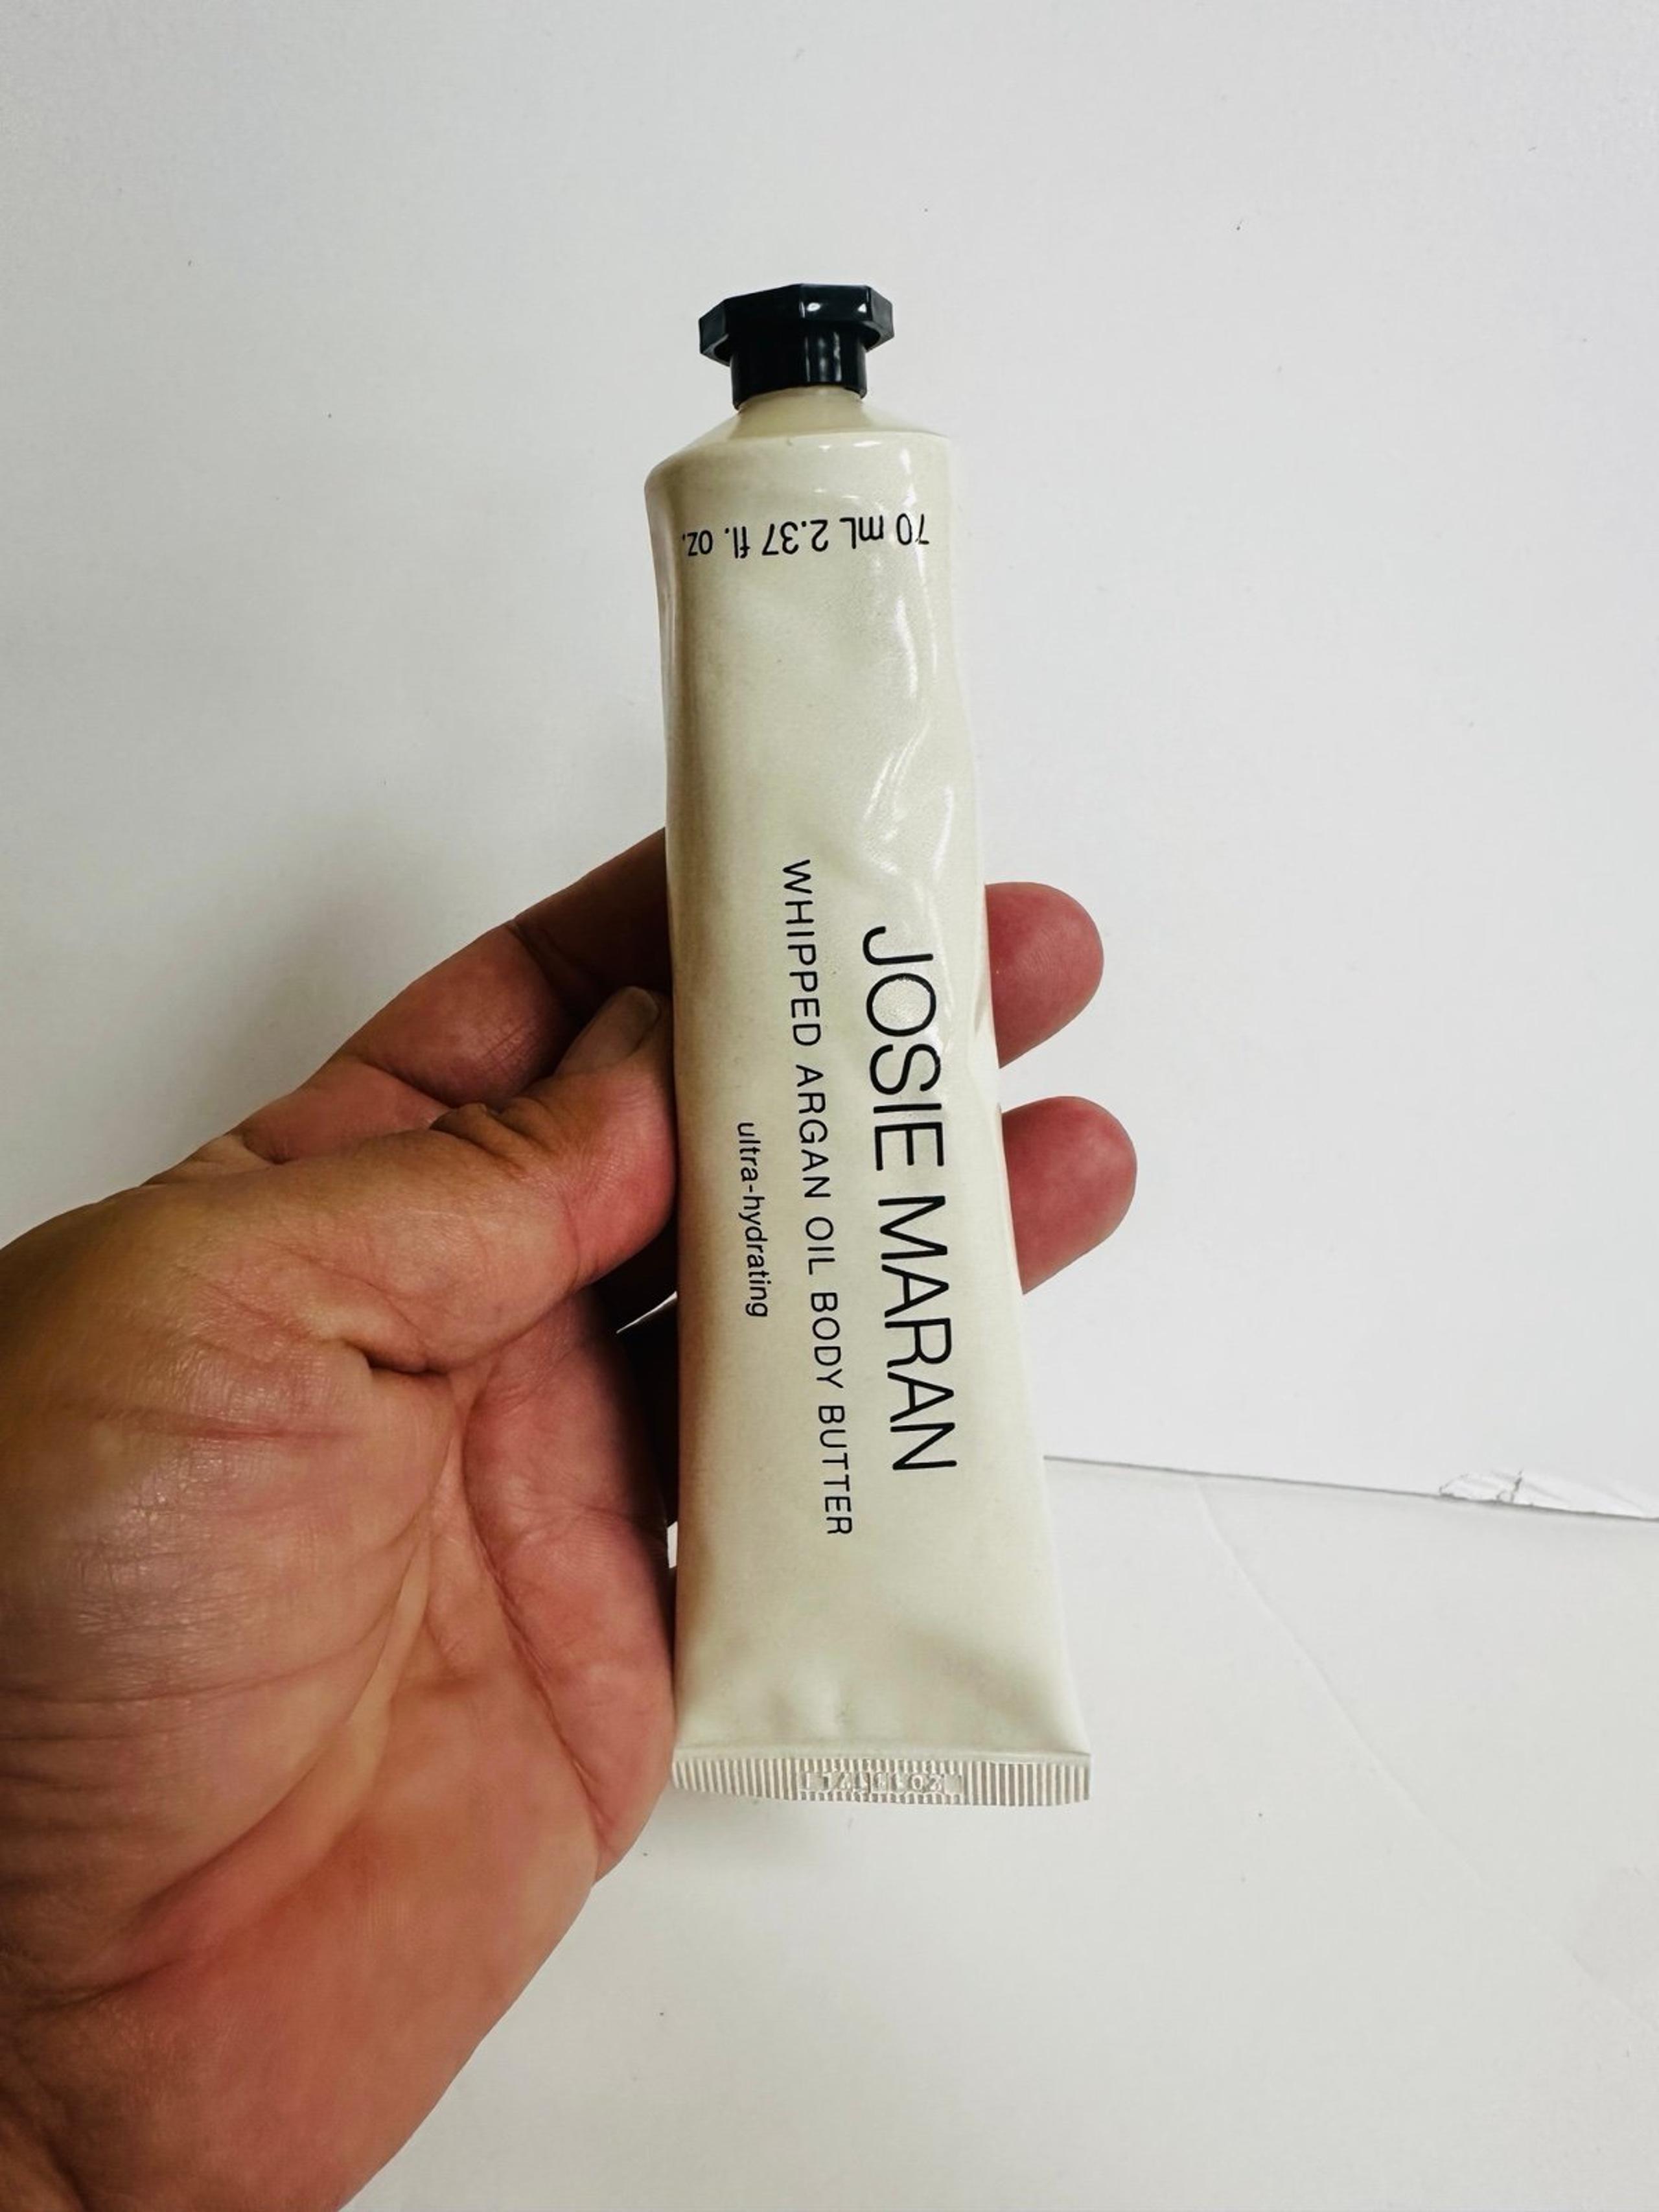 JOSIE MARAN
WHIPPED ARGAN OIL BODY BUTTER
ultra-hydrating
70 mL 2.37 fl. oz.